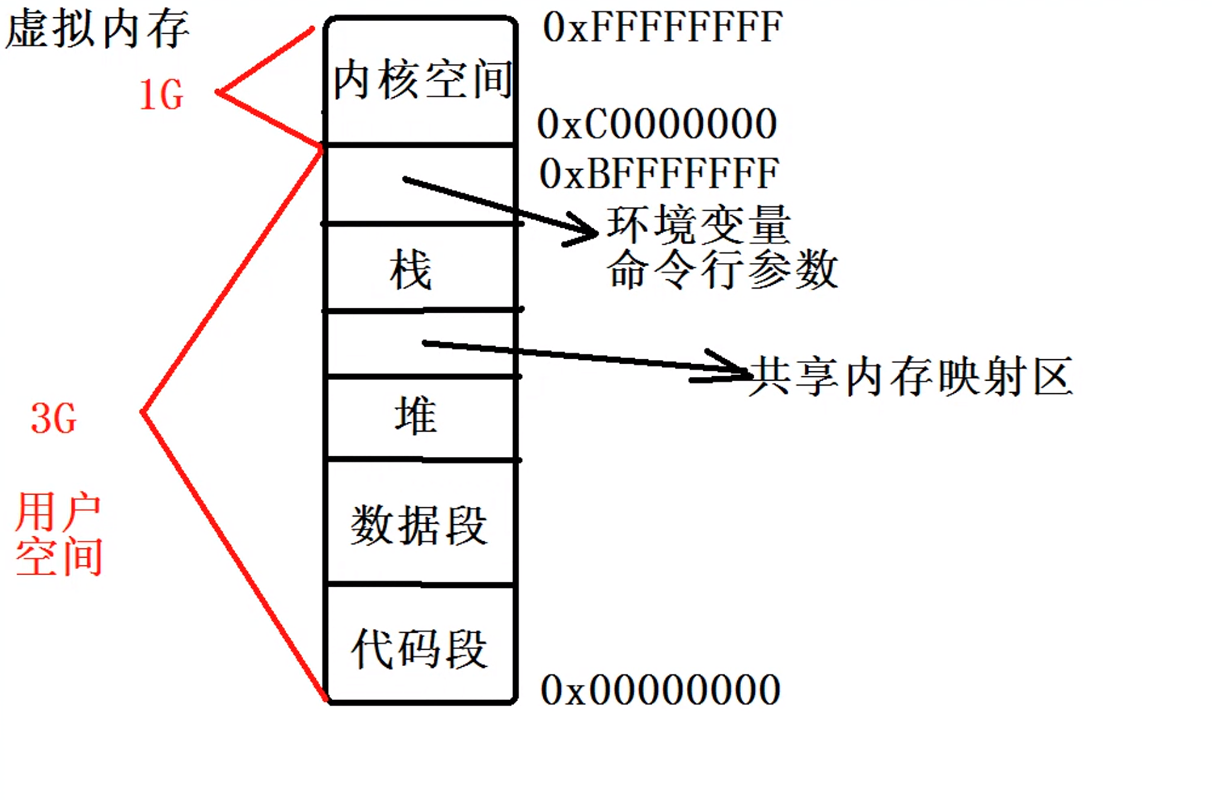 虚拟内存
0xFFFFFFFF
内核空间
1G
0xC0000000
0xBFFFFFFF
环境变量
命令行参数
栈
共享内存映射区
堆
3G
用户
空间
数据段
代码段
0x00000000